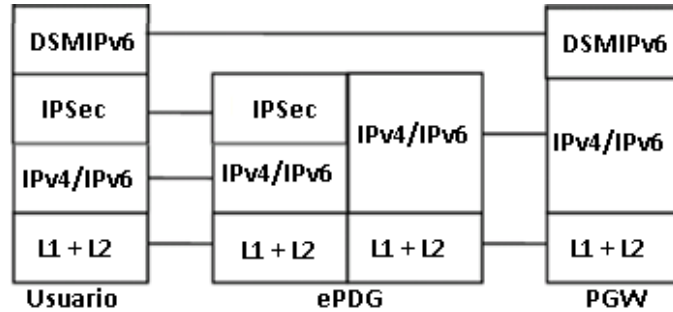 DSMIPv6 DSMIPv6
IPSec IPSec
IPv4/IPv6
IPv4/IPv6 IPv4/IPv6 IPv4/IPv6
L1 + L2 L1 + L2 L1 + L2 L1 + L2
Usuario ePDG PGW